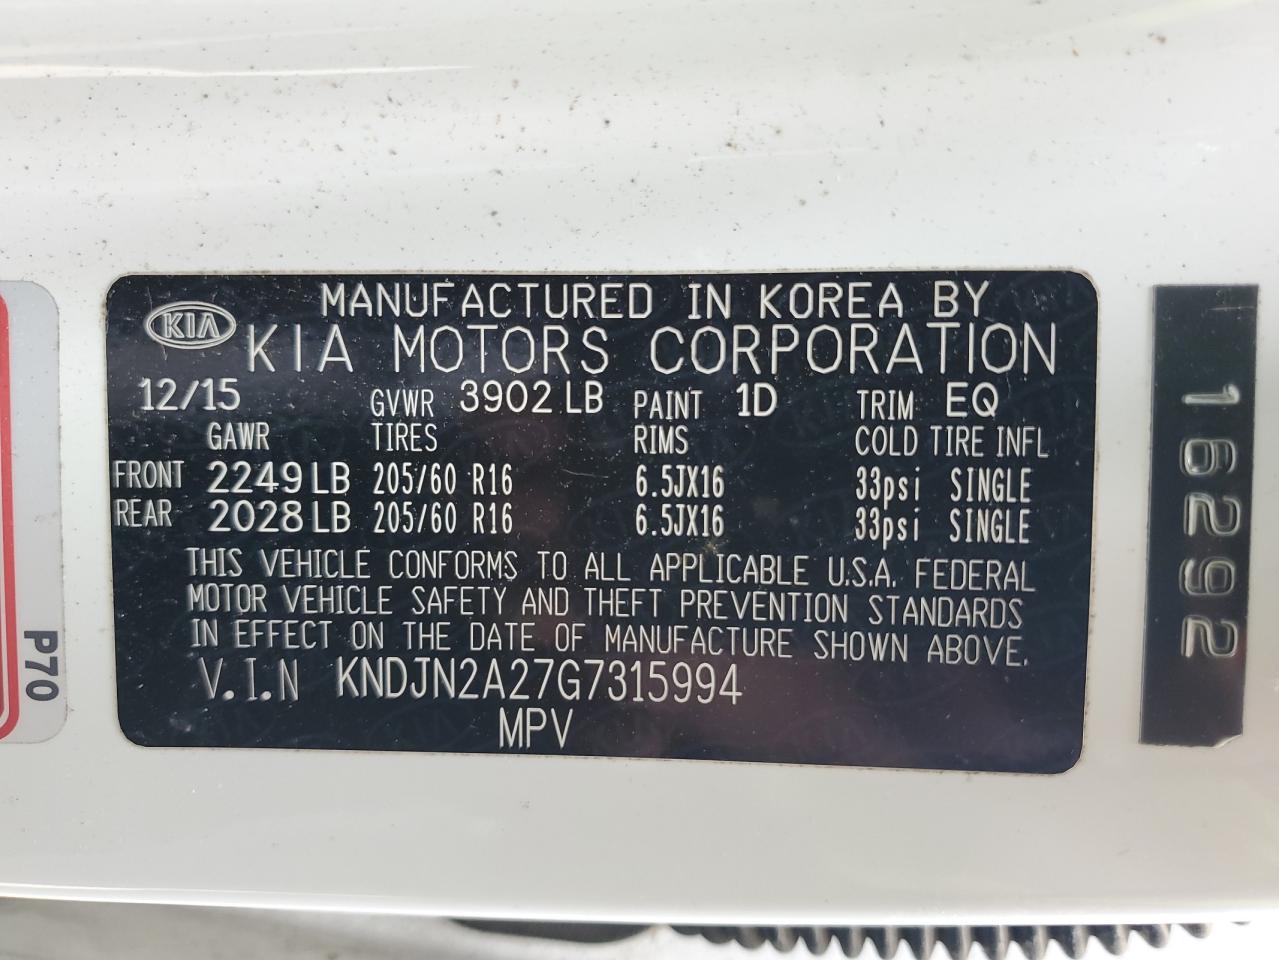 MANUFACTURED IN KOREA BY
KIA KIA MOTORS CORPORATION
12/15 GVWR 3902 LB PAINT 1D TRIM EQ
GAWR TIRES RIMS COLD TIRE INFL
FRONT 2249 LB 205/60 R16 6.5JX16 33psi SINGLE
REAR 2028 LB 205/60 R16 6.5JX16 33psi SINGLE
THIS VEHICLE CONFORMS TO ALL APPLICABLE U.S.A. FEDERAL
MOTOR VEHICLE SAFETY AND THEFT PREVENTION STANDARDS
IN EFFECT ON THE DATE OF MANUFACTURE SHOWN ABOVE.
V.I.N KNDJN2A27G7315994
MPV
16292
P70